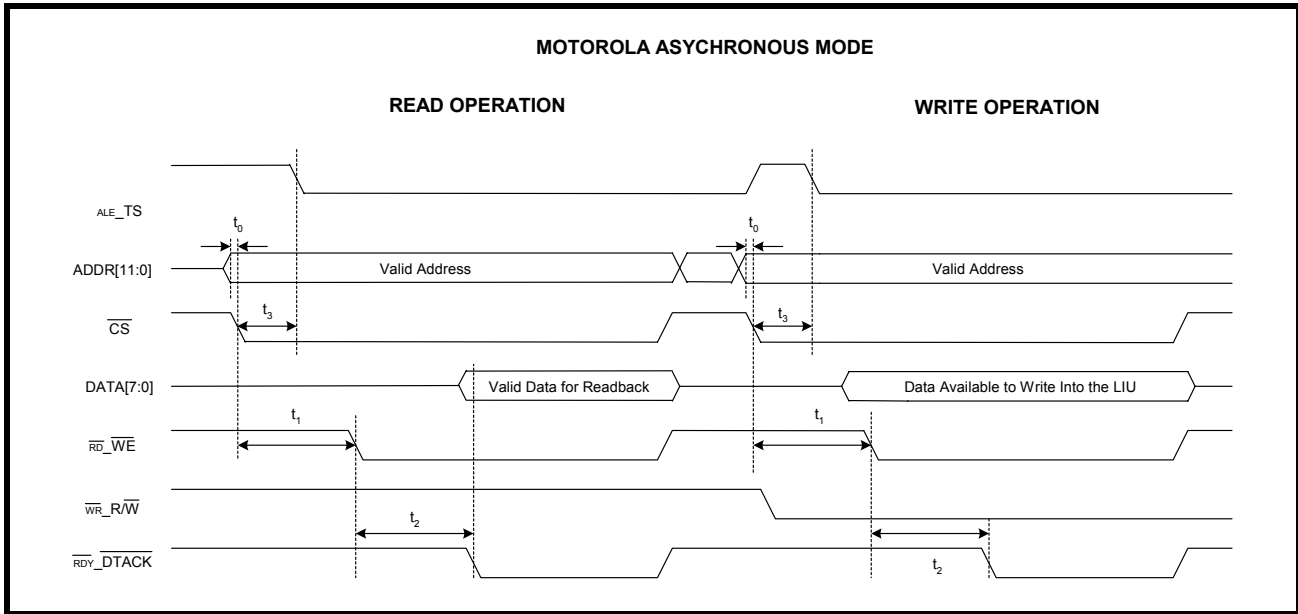 MOTOROLA ASYCHRONOUS MODE
READ OPERATION
WRITE OPERATION
ALE_TS
t0
t0
ADDR[11:0]
Valid Address
Valid Address
CS
t3
t3
DATA[7:0]
Valid Data for Readback
Data Available to Write Into the LIU
t1
t1
RD_WE
WR_R/W
t2
t2
RDY_DTACK